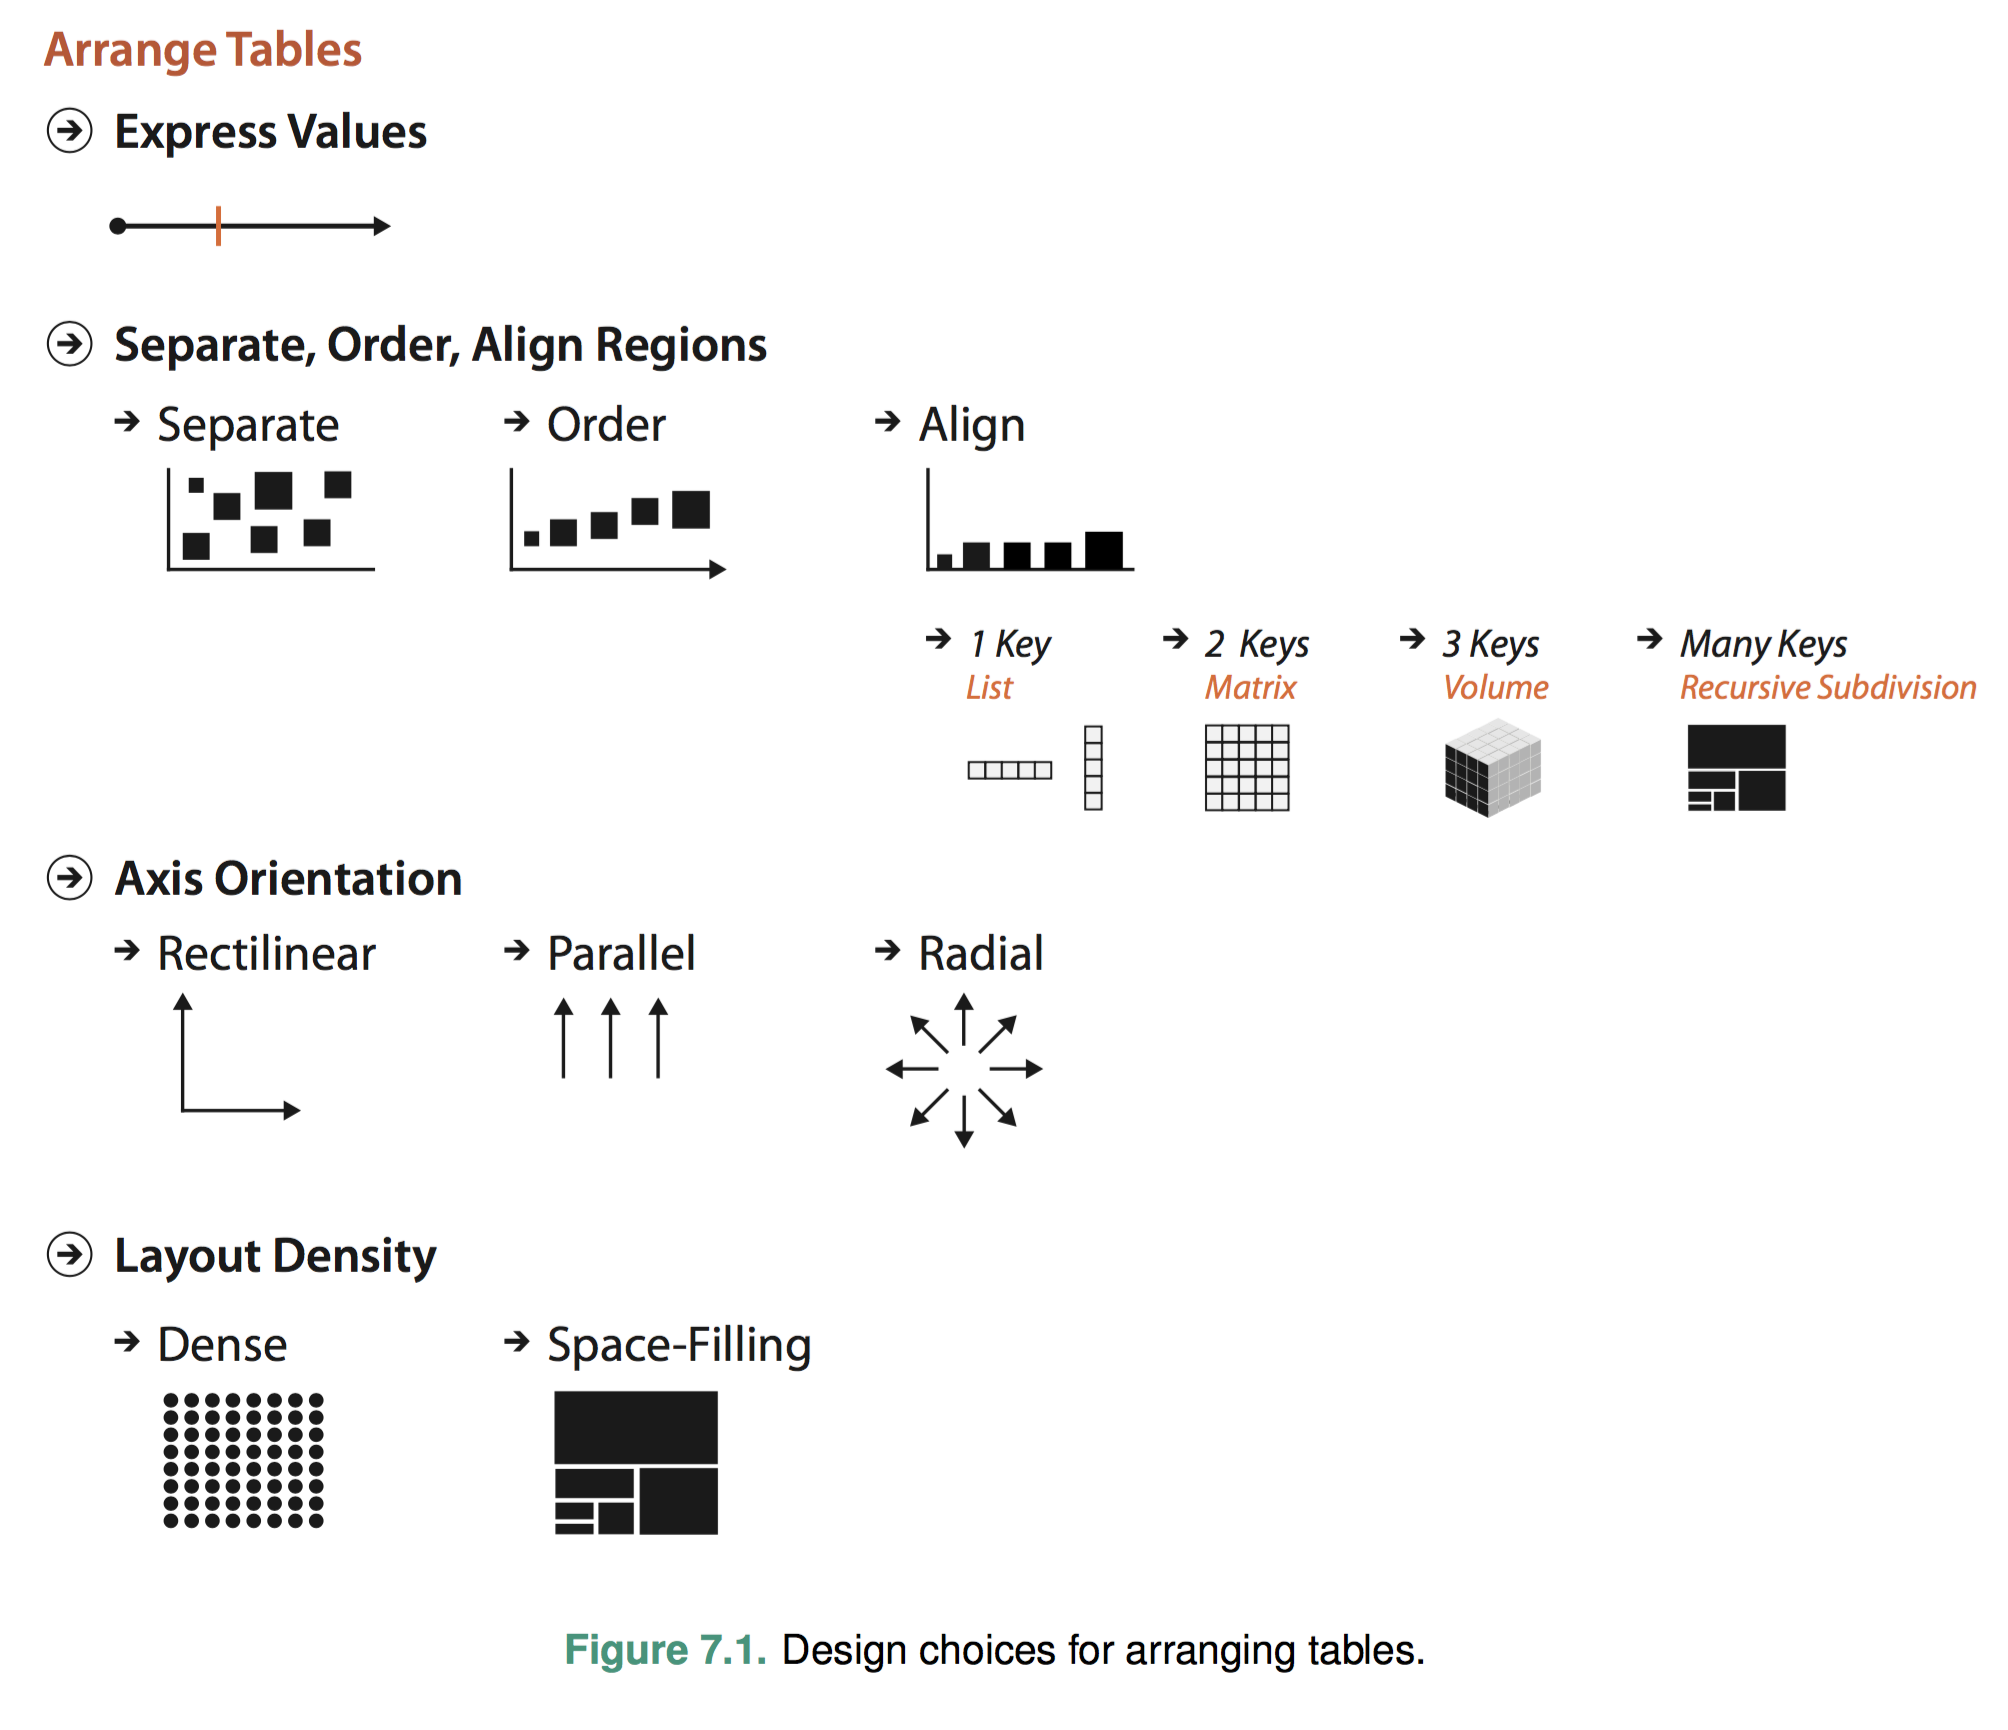 Arrange Tables
Express Values
Separate, Order, Align Regions
Separate
Order
Align
1 Key
List
2 Keys
Matrix
3 Keys
Volume
Many Keys
Recursive Subdivision
Axis Orientation
Rectilinear
Parallel
Radial
Layout Density
Dense
Space-Filling
Figure 7.1. Design choices for arranging tables.